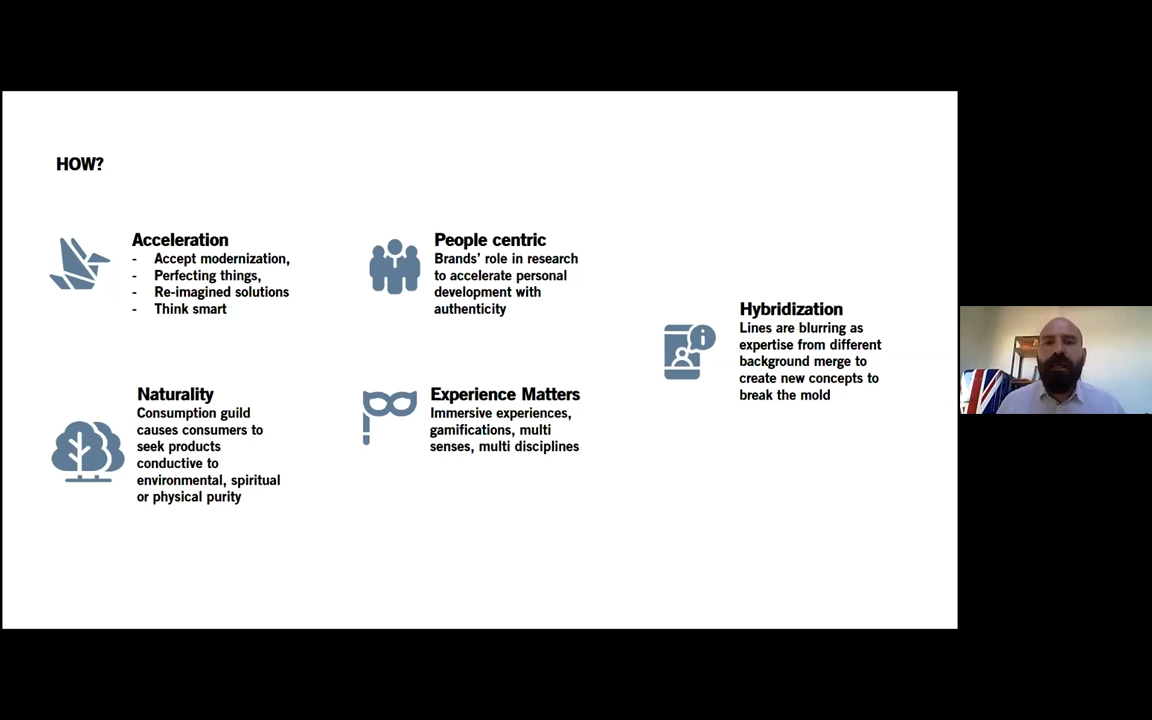 HOW?
Acceleration
- Accept modernization,
- Perfecting things,
- Re-imagined solutions
- Think smart
Naturality
Consumption guild
causes consumers to
seek products
conductive to
environmental, spiritual
or physical purity
People centric
Brands' role in research
to accelerate personal
development with
authenticity
Experience Matters
Immersive experiences,
gamifications, multi
senses, multi disciplines
Hybridization
Lines are blurring as
expertise from different
background merge to
create new concepts to
break the mold